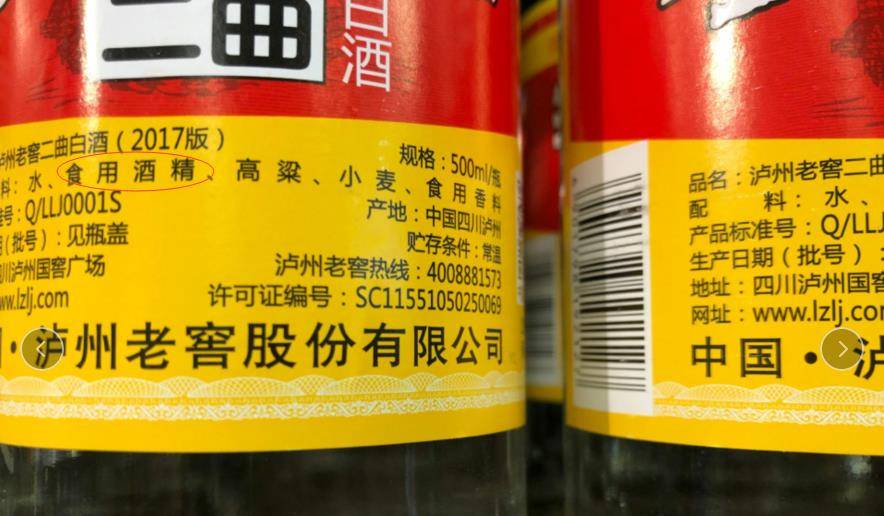 二曲
白酒
泸州老窖二曲白酒（2017版）
规格：500ml/瓶
料：水、食用酒精、高粱、小麦、食用香料
准号：Q/LLJ0001S
产地：中国四川泸州
期（批号）：见瓶盖
贮存条件：常温
四川泸州国窖广场
泸州老窖热线：4008881573
www.lzlj.com
许可证编号：SC11551050250069
·泸州老窖股份有限公司
品名：泸州老窖二曲
配料：水、
产品标准号：Q/LLJ
生产日期（批号）：
地址：四川泸州国窖
网址：www.lzlj.com
中国·泸